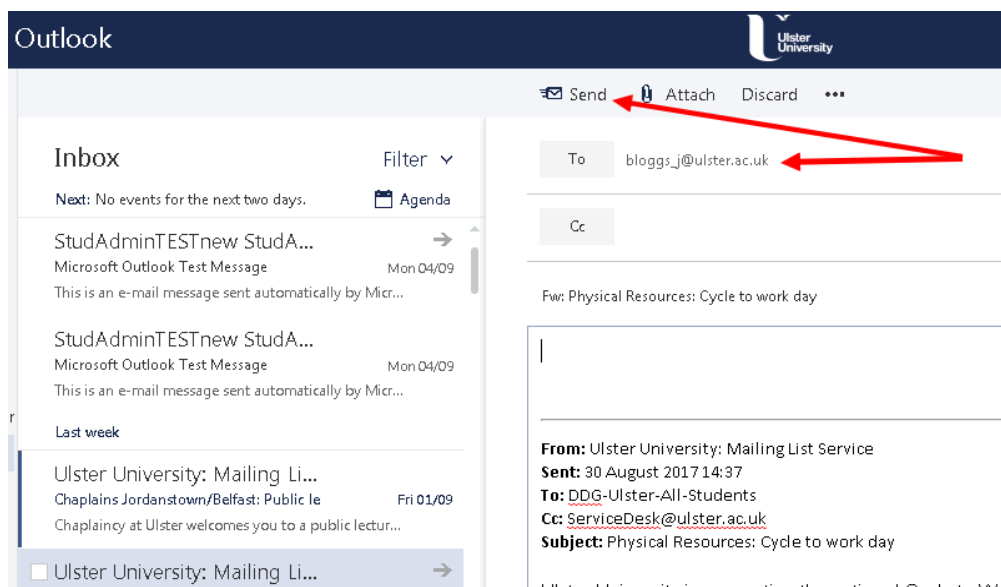 Outlook
Ulster
University
Send Attach Discard •••
Inbox
Filter
Next: No events for the next two days.
Agenda
StudAdminTESTnew StudA...
Microsoft Outlook Test Message
Mon 04/09
This is an e-mail message sent automatically by Micr...
StudAdminTESTnew StudA...
Microsoft Outlook Test Message
Mon 04/09
This is an e-mail message sent automatically by Micr...
r
Last week
Ulster University: Mailing Li...
Chaplains Jordanstown/Belfast: Public le
Fri 01/09
Chaplaincy at Ulster welcomes you to a public lectur...
Ulster University: Mailing Li...
To
bloggs_j@ulster.ac.uk
Cc
Fw: Physical Resources: Cycle to work day
From: Ulster University: Mailing List Service
Sent: 30 August 2017 14:37
To: DDG-Ulster-All-Students
Cc: ServiceDesk@ulster.ac.uk
Subject: Physical Resources: Cycle to work day